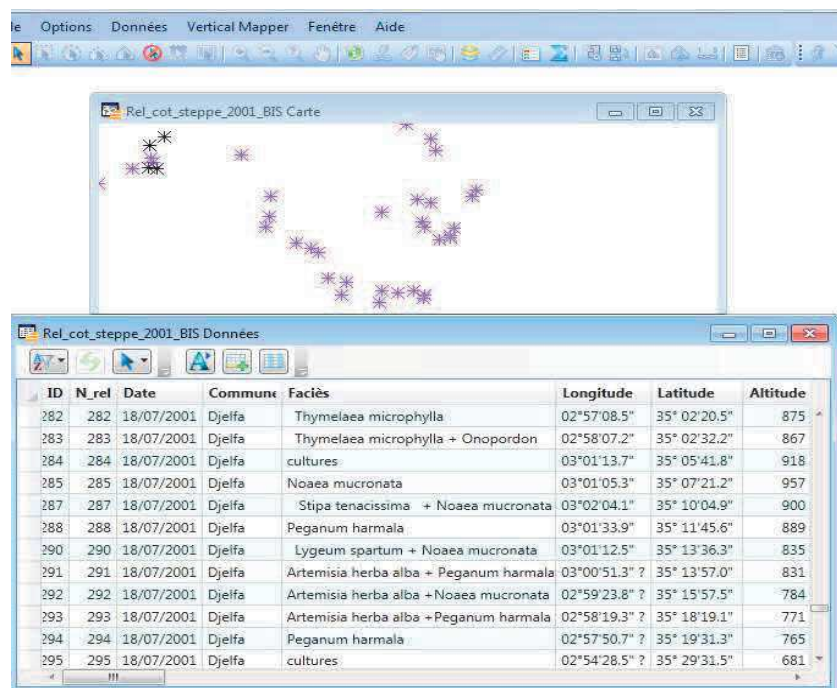 le Options Données Vertical Mapper Fenêtre Aide
Rel_cot_steppe_2001_BIS Carte
Rel_cot_steppe_2001_BIS Données
ID N_rel Date Commune Faciès Longitude Latitude Altitude
282 282 18/07/2001 Djelfa Thymelaea microphylla 02°57'08.5" 35° 02'20.5" 875
283 283 18/07/2001 Djelfa Thymelaea microphylla + Onopordon 02°58'07.2" 35° 02'32.2" 867
284 284 18/07/2001 Djelfa cultures 03°01'13.7" 35° 05'41.8" 918
285 285 18/07/2001 Djelfa Noaea mucronata 03°01'05.3" 35° 07'21.2" 957
287 287 18/07/2001 Djelfa Stipa tenacissima + Noaea mucronata 03°02'04.1" 35° 10'04.9" 900
288 288 18/07/2001 Djelfa Peganum harmala 03°01'33.9" 35° 11'45.6" 889
290 290 18/07/2001 Djelfa Lygeum spartum + Noaea mucronata 03°01'12.5" 35° 13'36.3" 835
291 291 18/07/2001 Djelfa Artemisia herba alba + Peganum harmala 03°00'51.3" ? 35° 13'57.0" 831
292 292 18/07/2001 Djelfa Artemisia herba alba +Noaea mucronata 02°59'23.8" ? 35° 15'57.5" 784
293 293 18/07/2001 Djelfa Artemisia herba alba +Peganum harmala 02°58'19.3" ? 35° 18'19.1" 771
294 294 18/07/2001 Djelfa Peganum harmala 02°57'50.7" ? 35° 19'31.3" 765
295 295 18/07/2001 Djelfa cultures 02°54'28.5" ? 35° 29'31.5" 681